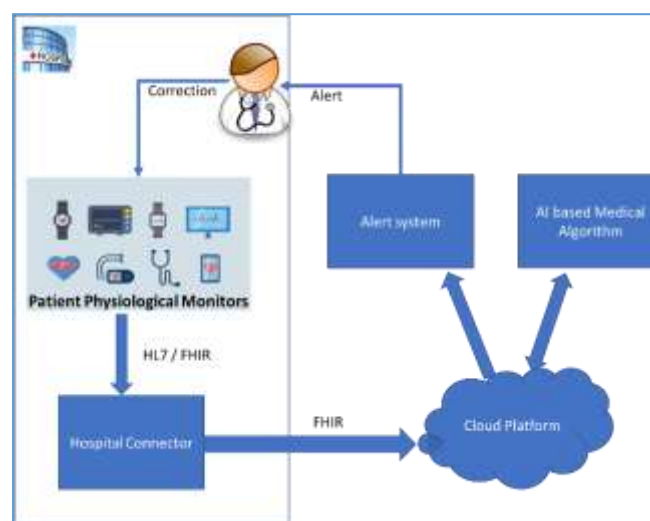 Correction
Alert
Alert system
AI based Medical
Algorithm
Patient Physiological Monitors
HL7 / FHIR
Hospital Connector
FHIR
Cloud Platform